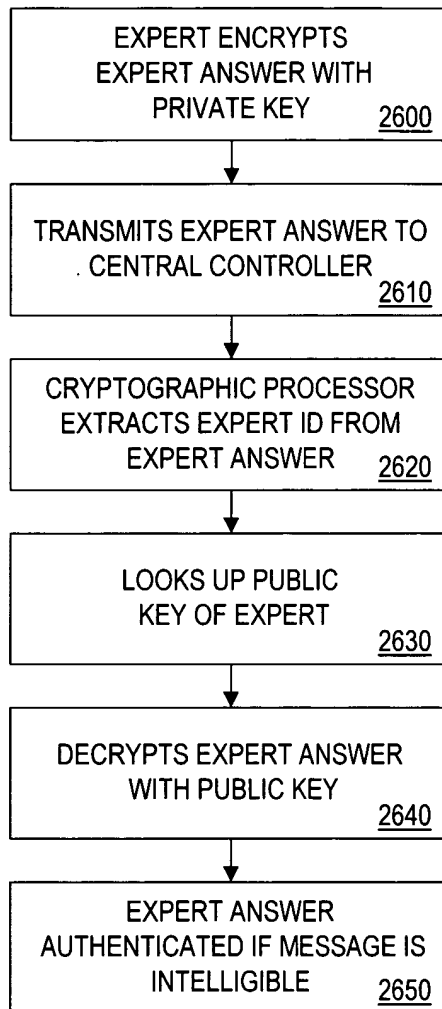 EXPERT ENCRYPTS
EXPERT ANSWER WITH
PRIVATE KEY
2600
TRANSMITS EXPERT ANSWER TO
CENTRAL CONTROLLER
2610
CRYPTOGRAPHIC PROCESSOR
EXTRACTS EXPERT ID FROM
EXPERT ANSWER
2620
LOOKS UP PUBLIC
KEY OF EXPERT
2630
DECRYPTS EXPERT ANSWER
WITH PUBLIC KEY
2640
EXPERT ANSWER
AUTHENTICATED IF MESSAGE IS
INTELLIGIBLE
2650